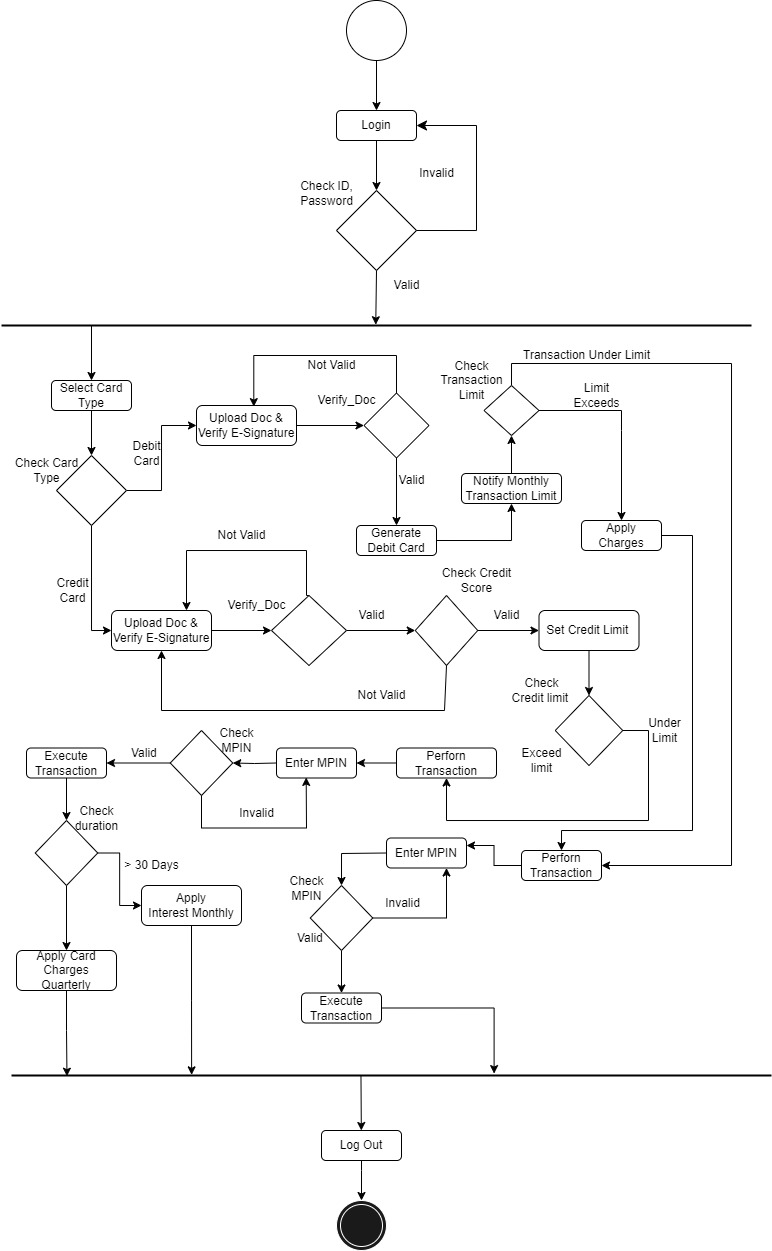 Login
Invalid
Check ID,
Password
Valid
Transaction Under Limit
Not Valid
Check
Transaction
Limit
Select Card
Type
Limit
Exceeds
Verify_Doc
Upload Doc &
Verify E-Signature
Debit
Card
Check Card
Type
Valid
Notify Monthly
Transaction Limit
Generate
Debit Card
Apply
Charges
Not Valid
Check Credit
Score
Credit
Card
Verify_Doc
Upload Doc &
Verify E-Signature
Valid
Valid
Set Credit Limit
Check
Credit limit
Not Valid
Under
Limit
Exceed
limit
Check
MPIN
Execute
Transaction
Valid
Enter MPIN
Perforn
Transaction
Invalid
Check
duration
> 30 Days
Enter MPIN
Perforn
Transaction
Check
MPIN
Apply
Interest Monthly
Invalid
Valid
Apply Card
Charges
Quarterly
Execute
Transaction
Log Out